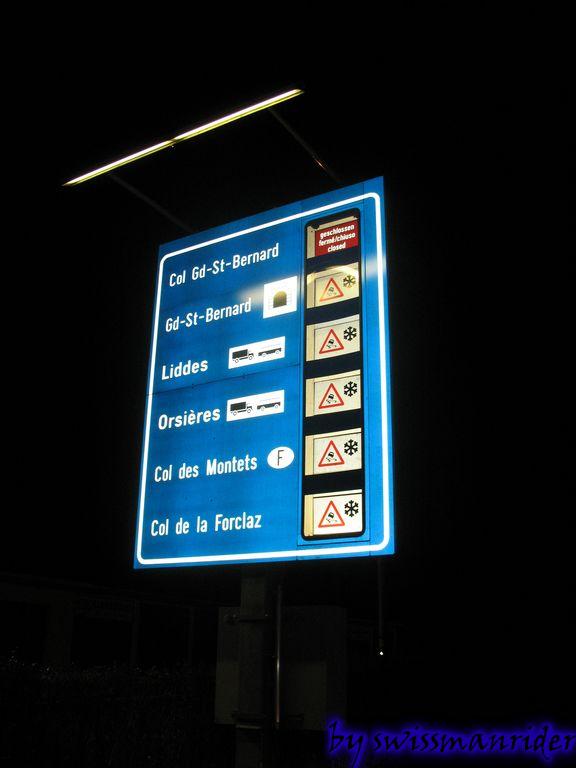 geschlossen
fermé/chiuso
closed
Col Gd-St-Bernard
Gd-St-Bernard
Liddes
Orsières
Col des Montets F
Col de la Forclaz
by swissmanrider